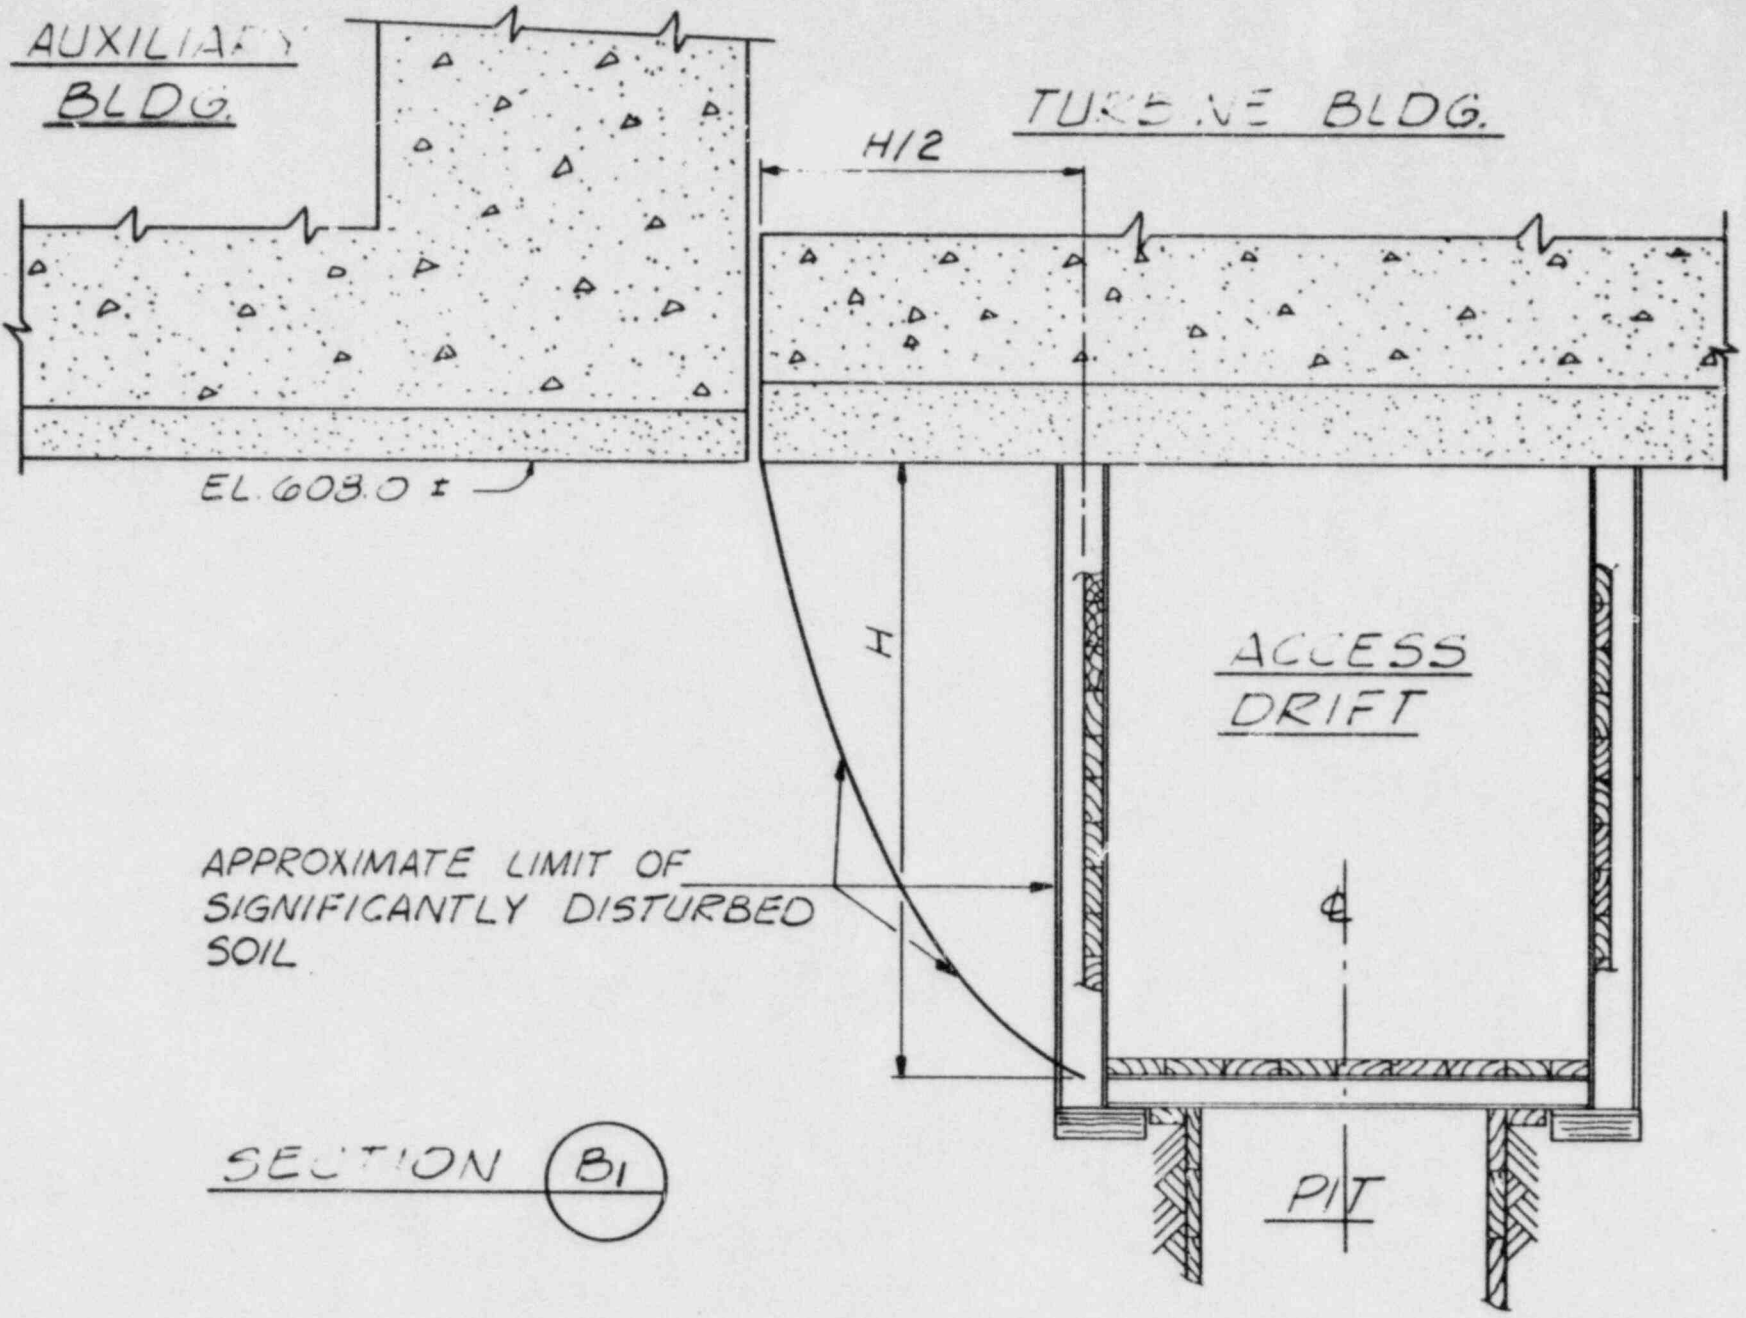 AUXILIARY
BLDG.
TURBINE BLDG.
H/2
EL. 608.0 ±
H
ACCESS
DRIFT
APPROXIMATE LIMIT OF
SIGNIFICANTLY DISTURBED
SOIL
℄
SECTION B1
PIT